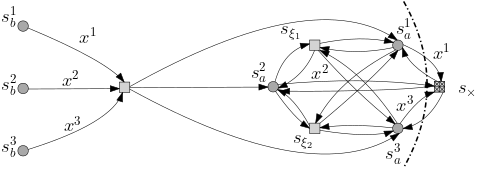 s_b^1
x^1
s_b^2
x^2
s_b^3
x^3
s_a^2
s_{ξ_1}
x^2
s_{ξ_2}
s_a^1
x^1
x^3
s_a^3
s_×